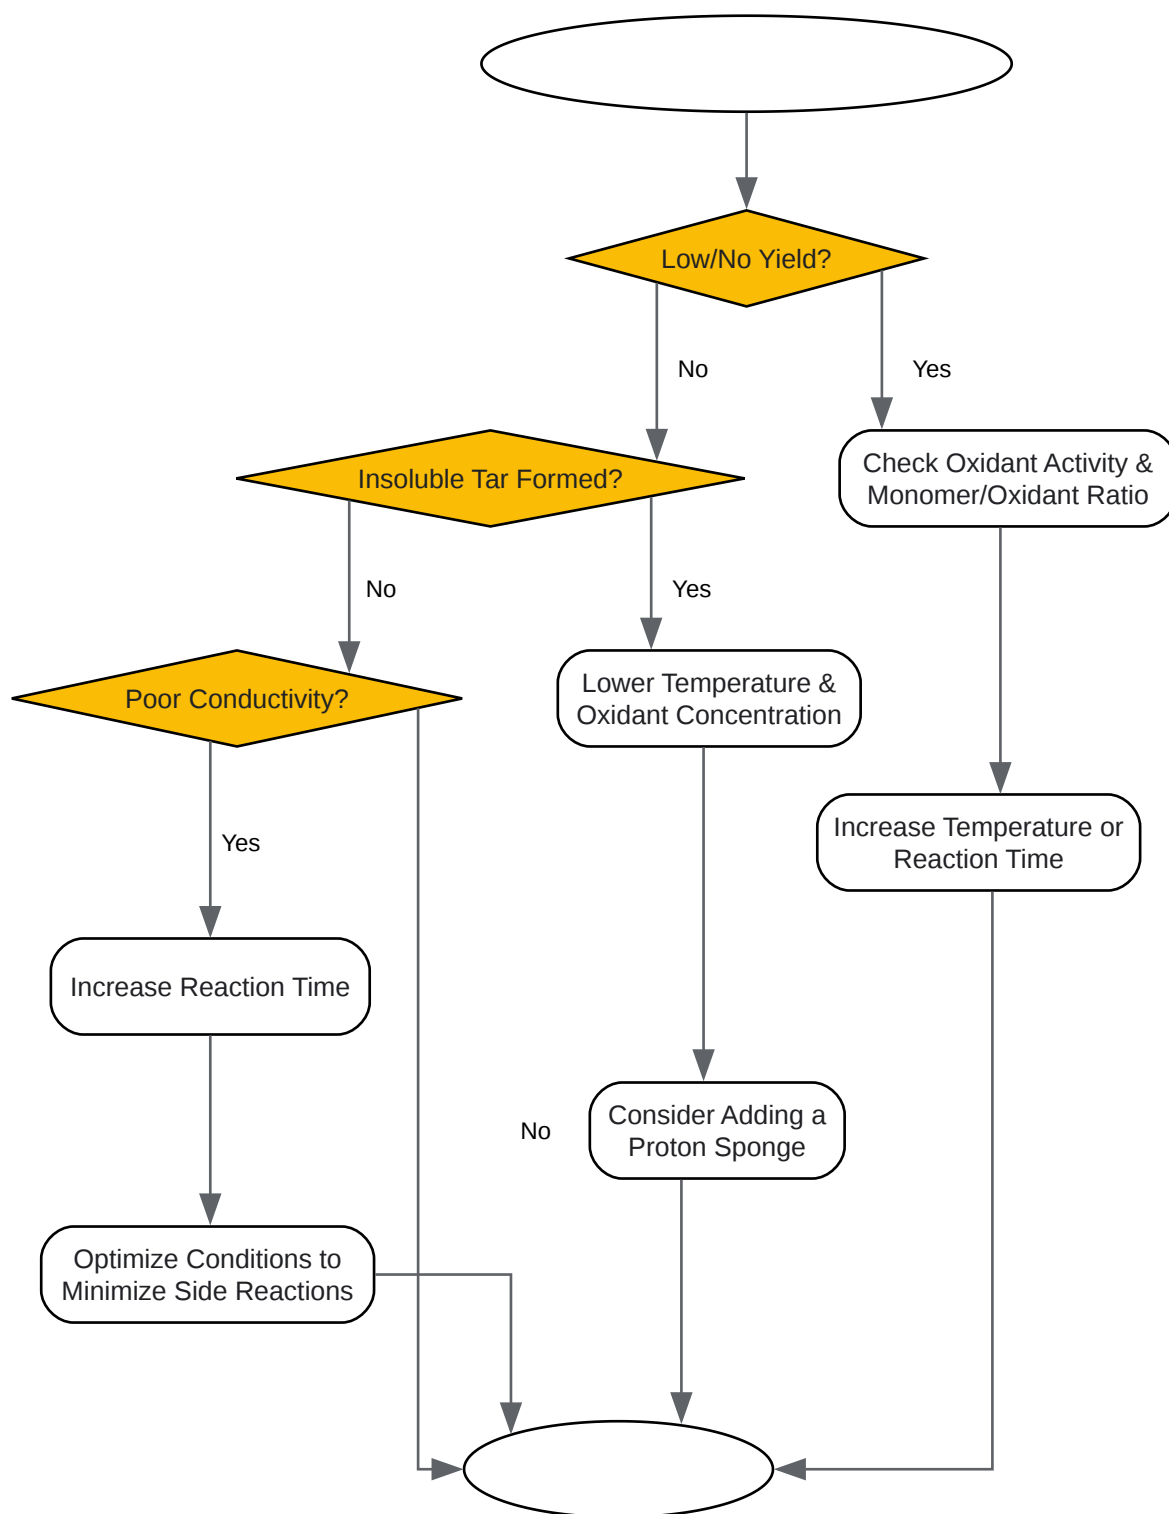 Low/No Yield?
No
Yes
Check Oxidant Activity &
Monomer/Oxidant Ratio
Insoluble Tar Formed?
No
Yes
Lower Temperature &
Oxidant Concentration
Poor Conductivity?
Increase Temperature or
Reaction Time
Yes
Increase Reaction Time
Consider Adding a
Proton Sponge
No
Optimize Conditions to
Minimize Side Reactions